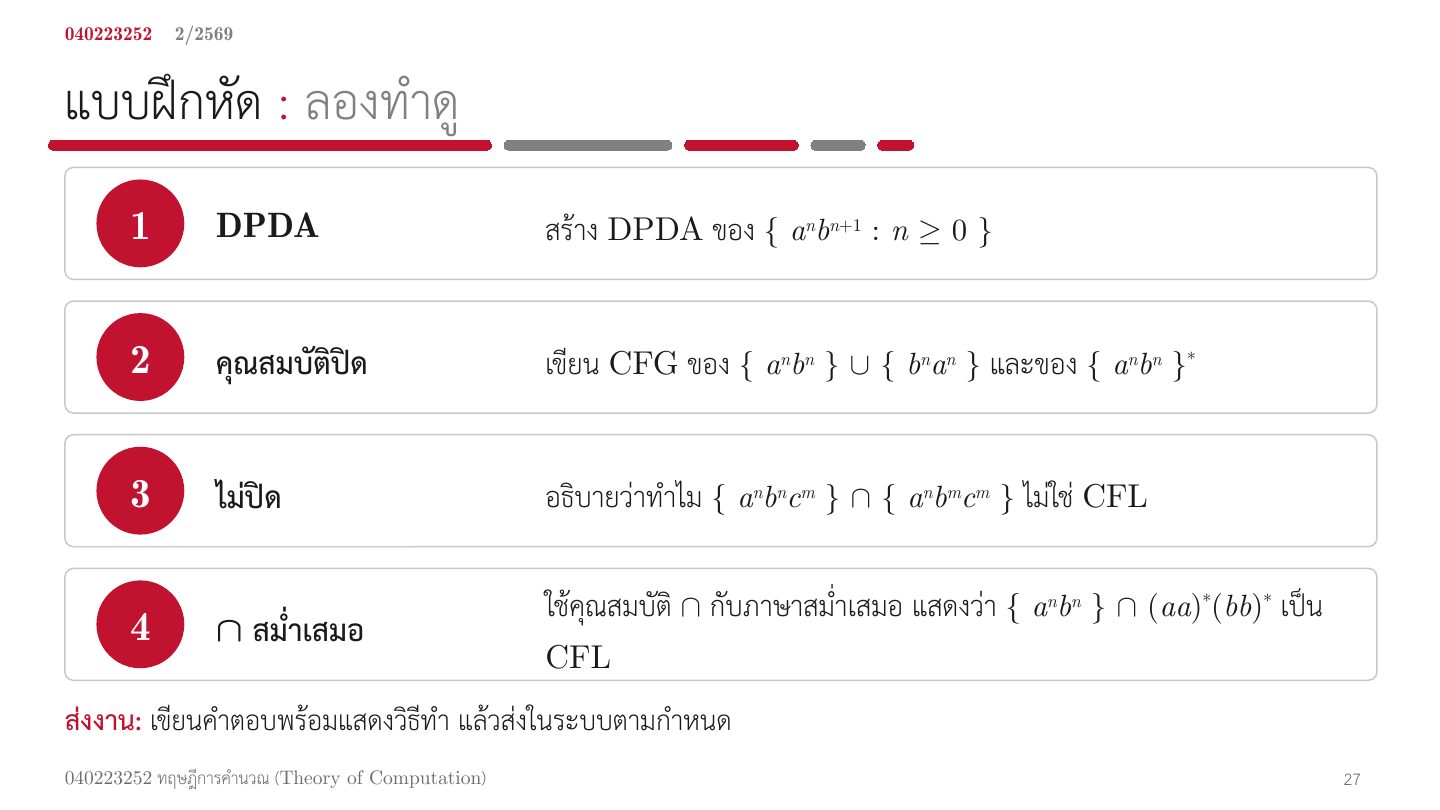 040223252 2/2569
แบบฝึกหัด : ลองทำดู
1 DPDA สร้าง DPDA ของ { aⁿbⁿ⁺¹ : n ≥ 0 }
2 คุณสมบัติปิด เขียน CFG ของ { aⁿbⁿ } ∪ { bⁿaⁿ } และของ { aⁿbⁿ }*
3 ไม่ปิด อธิบายว่าทำไม { aⁿbⁿcᵐ } ∩ { aⁿbᵐcᵐ } ไม่ใช่ CFL
4 ∩ สม่ำเสมอ ใช้คุณสมบัติ ∩ กับภาษาสม่ำเสมอ แสดงว่า { aⁿbⁿ } ∩ (aa)*(bb)* เป็น
CFL
ส่งงาน: เขียนคำตอบพร้อมแสดงวิธีทำ แล้วส่งในระบบตามกำหนด
040223252 ทฤษฎีการคำนวณ (Theory of Computation) 27